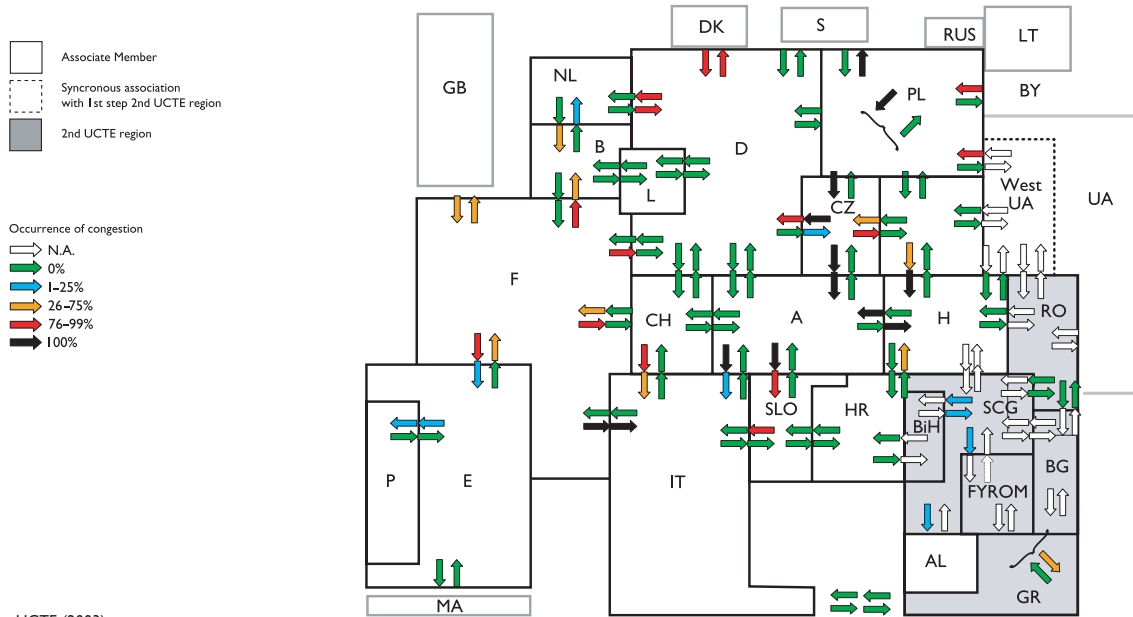 Associate Member
Syncronous association
with 1st step 2nd UCTE region
2nd UCTE region
Occurrence of congestion
N.A.
0%
1–25%
26–75%
76–99%
100%
GB
DK
S
RUS
LT
NL
PL
BY
B
D
L
CZ
West
UA
UA
F
CH
A
H
RO
SLO
HR
BiH
SCG
P
E
IT
FYROM
BG
AL
GR
MA